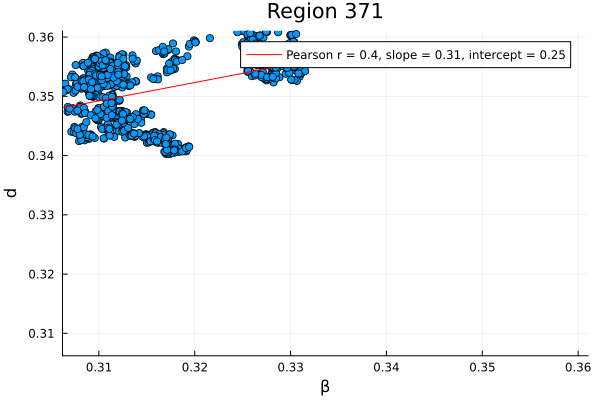 Region 371
Pearson r = 0.4, slope = 0.31, intercept = 0.25
0.36
0.35
0.34
0.33
0.32
0.31
d
0.31 0.32 0.33 0.34 0.35 0.36
β